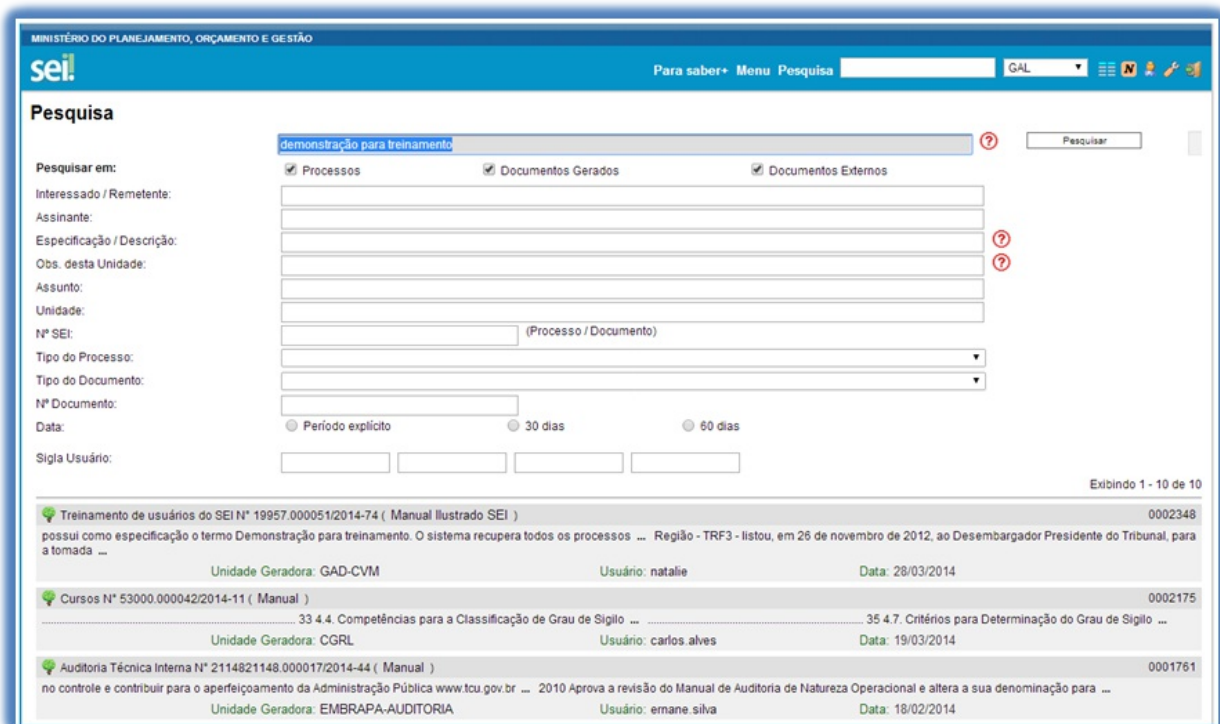 MINISTÉRIO DO PLANEJAMENTO, ORÇAMENTO E GESTÃO
sei!
Para saber+ Menu Pesquisa GAL
Pesquisa
demonstração para treinamento ? Pesquisar
Pesquisar em: Processos Documentos Gerados Documentos Externos
Interessado / Remetente:
Assinante:
Especificação / Descrição: ?
Obs. desta Unidade: ?
Assunto:
Unidade:
Nº SEI: (Processo / Documento)
Tipo do Processo:
Tipo do Documento:
Nº Documento:
Data: Período explícito 30 dias 60 dias
Sigla Usuário:
Exibindo 1 - 10 de 10
Treinamento de usuários do SEI N° 19957.000051/2014-74 ( Manual Ilustrado SEI ) 0002348
possui como especificação o termo Demonstração para treinamento. O sistema recupera todos os processos ... Região - TRF3 - listou, em 26 de novembro de 2012, ao Desembargador Presidente do Tribunal, para
a tomada ...
Unidade Geradora: GAD-CVM Usuário: natalie Data: 28/03/2014
Cursos N° 53000.000042/2014-11 ( Manual ) 0002175
........ 33 4.4. Competências para a Classificação de Grau de Sigilo ... ........ 35 4.7. Critérios para Determinação do Grau de Sigilo ...
Unidade Geradora: CGRL Usuário: carlos.alves Data: 19/03/2014
Auditoria Técnica Interna N° 2114821148.000017/2014-44 ( Manual ) 0001761
no controle e contribuir para o aperfeiçoamento da Administração Pública www.tcu.gov.br ... 2010 Aprova a revisão do Manual de Auditoria de Natureza Operacional e altera a sua denominação para ...
Unidade Geradora: EMBRAPA-AUDITORIA Usuário: ernane.silva Data: 18/02/2014